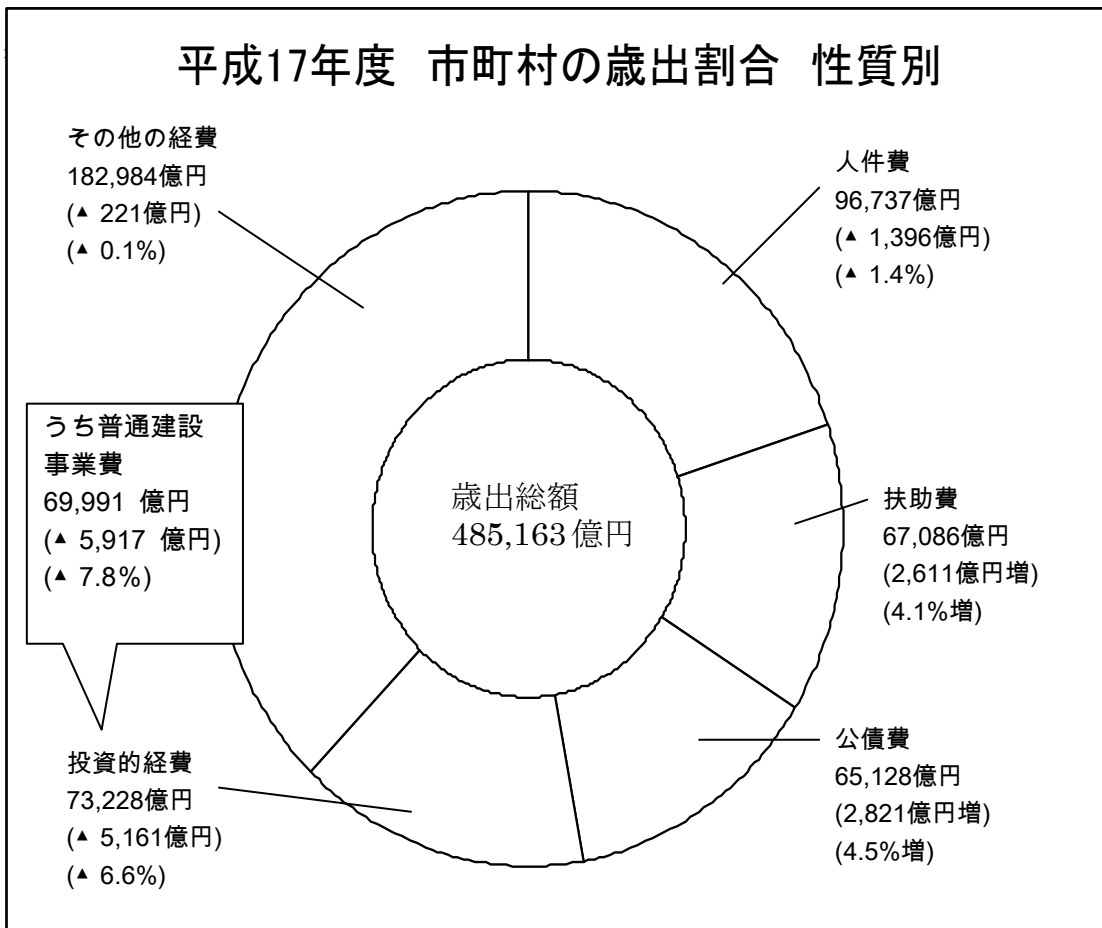 平成17年度 市町村の歳出割合 性質別
その他の経費
182,984億円
(▲ 221億円)
(▲ 0.1%)
人件費
96,737億円
(▲ 1,396億円)
(▲ 1.4%)
うち普通建設
事業費
69,991 億円
(▲ 5,917 億円)
(▲ 7.8%)
歳出総額
485,163億円
扶助費
67,086億円
(2,611億円増)
(4.1%増)
投資的経費
73,228億円
(▲ 5,161億円)
(▲ 6.6%)
公債費
65,128億円
(2,821億円増)
(4.5%増)